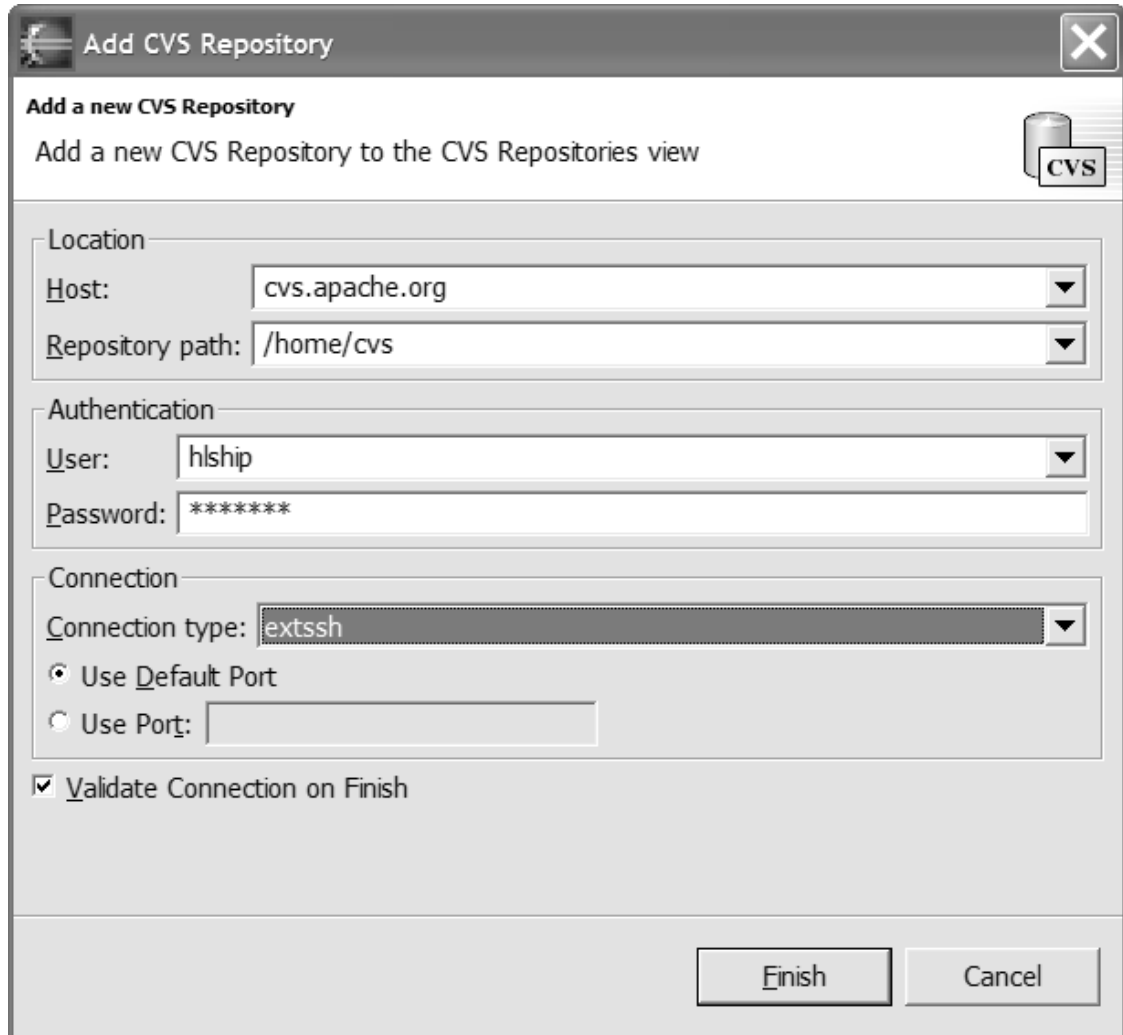 Add CVS Repository
Add a new CVS Repository
Add a new CVS Repository to the CVS Repositories view
CVS
Location
Host: cvs.apache.org
Repository path: /home/cvs
Authentication
User: hlship
Password: *******
Connection
Connection type: extssh
Use Default Port
Use Port:
Validate Connection on Finish
Finish Cancel